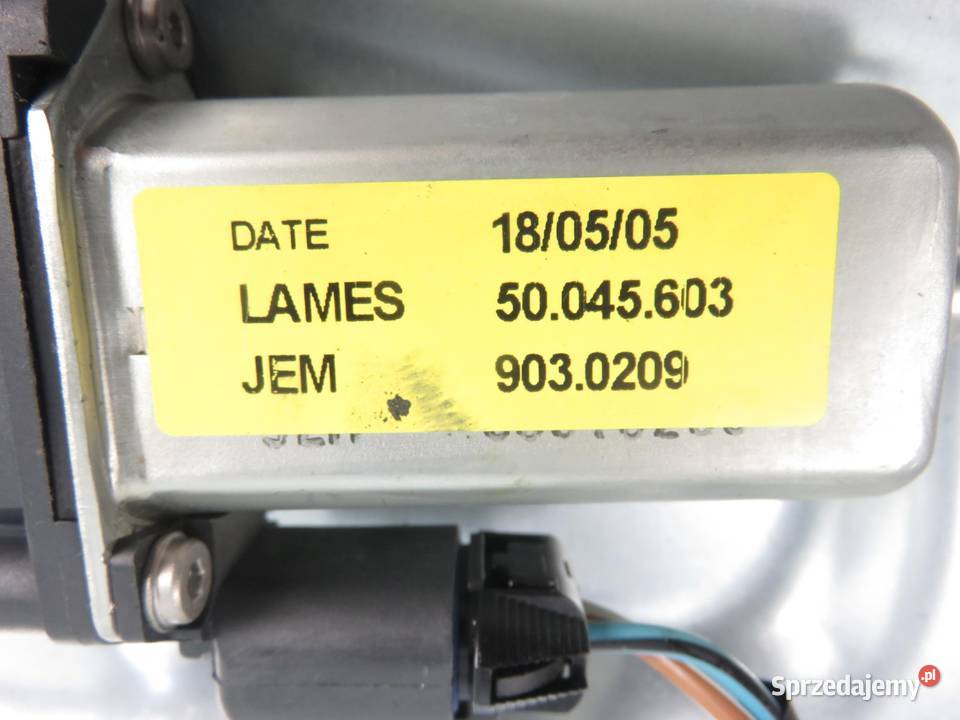 DATE 18/05/05
LAMES 50.045.603
JEM 903.0209
Sprzedajemy.pl